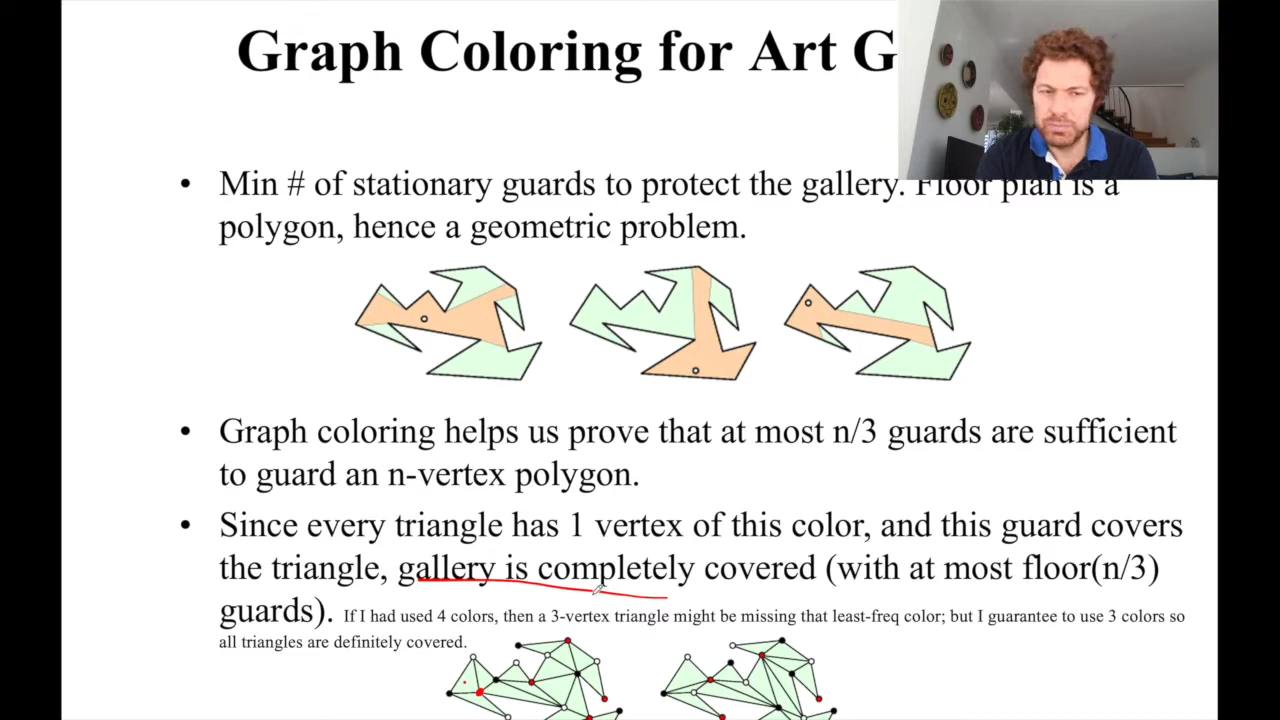 Graph Coloring for Art G
• Min # of stationary guards to protect the gallery. Floor plan is a
polygon, hence a geometric problem.
• Graph coloring helps us prove that at most n/3 guards are sufficient
to guard an n-vertex polygon.
• Since every triangle has 1 vertex of this color, and this guard covers
the triangle, gallery is completely covered (with at most floor(n/3)
guards). If I had used 4 colors, then a 3-vertex triangle might be missing that least-freq color; but I guarantee to use 3 colors so
all triangles are definitely covered.